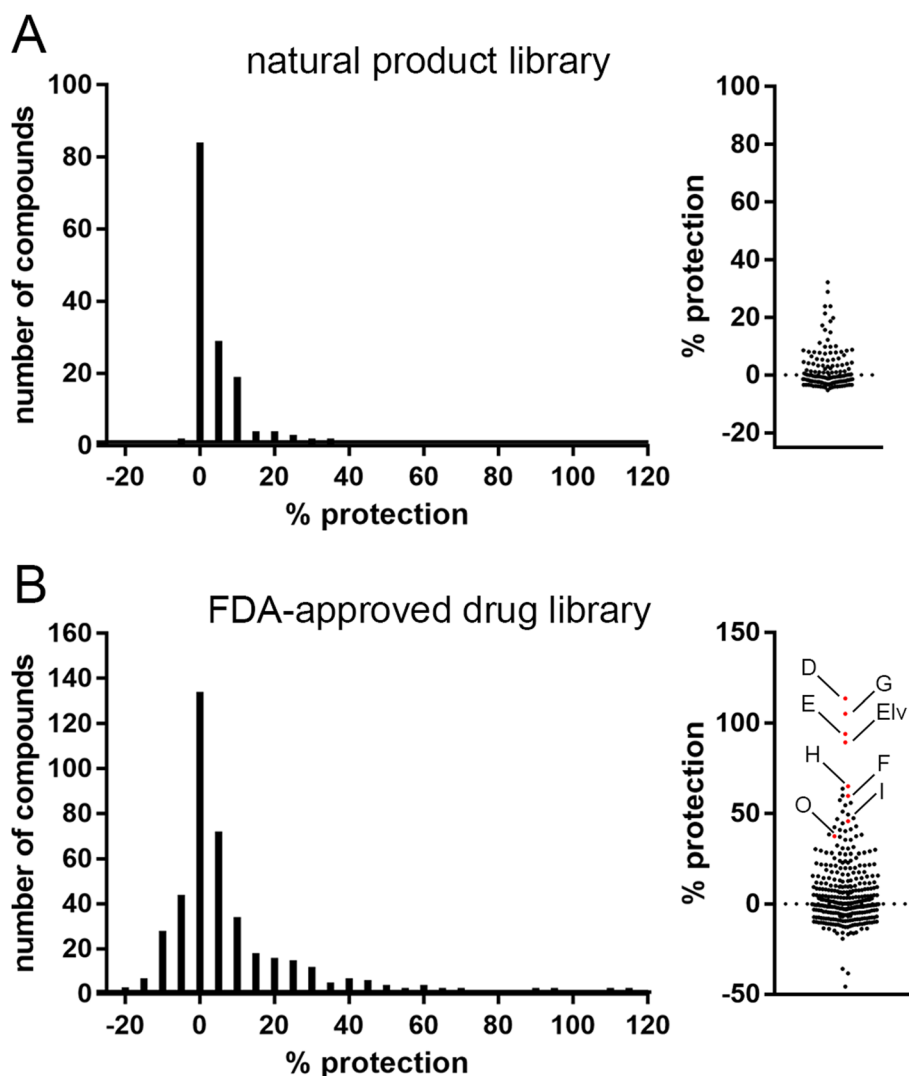 A
natural product library
number of compounds
100
80
60
40
20
0
-20 0 20 40 60 80 100 120
% protection
% protection
100
80
60
40
20
0
-20
B
FDA-approved drug library
number of compounds
160
140
120
100
80
60
40
20
0
-20 0 20 40 60 80 100 120
% protection
% protection
150
100
50
0
-50
D
G
E
Elv
H
F
I
O